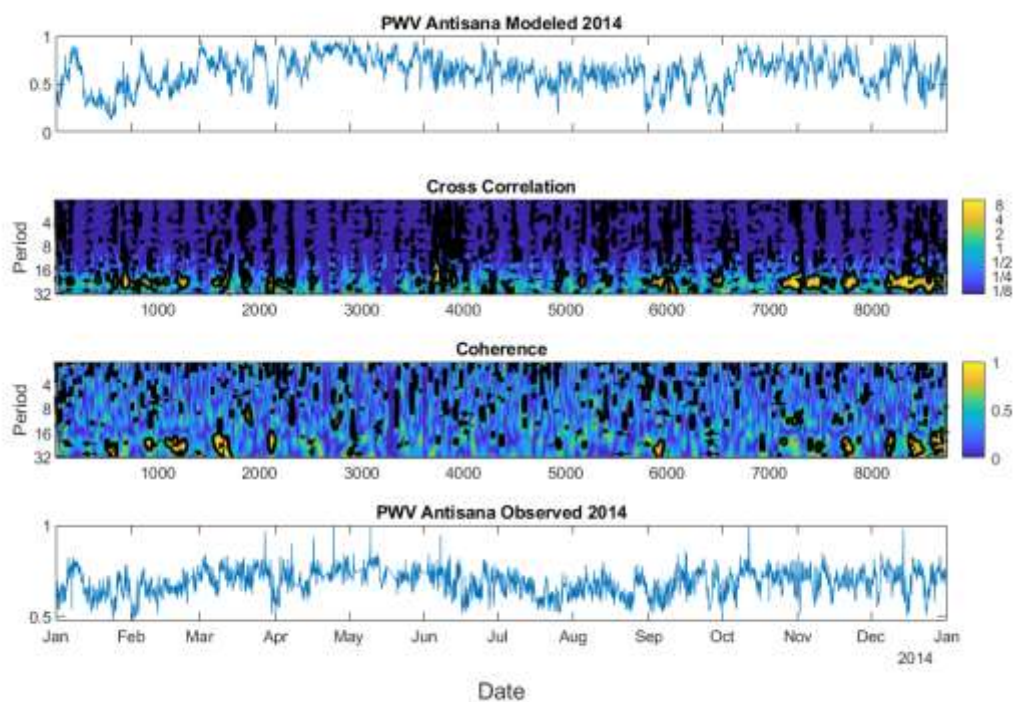 PWV Antisana Modeled 2014
1
0.5
0
Cross Correlation
Period
4
8
16
32
8
4
2
1
1/2
1/4
1/8
1000 2000 3000 4000 5000 6000 7000 8000
Coherence
Period
4
8
16
32
1
0.5
0
1000 2000 3000 4000 5000 6000 7000 8000
PWV Antisana Observed 2014
1
0.5
Jan Feb Mar Apr May Jun Jul Aug Sep Oct Nov Dec Jan
2014
Date